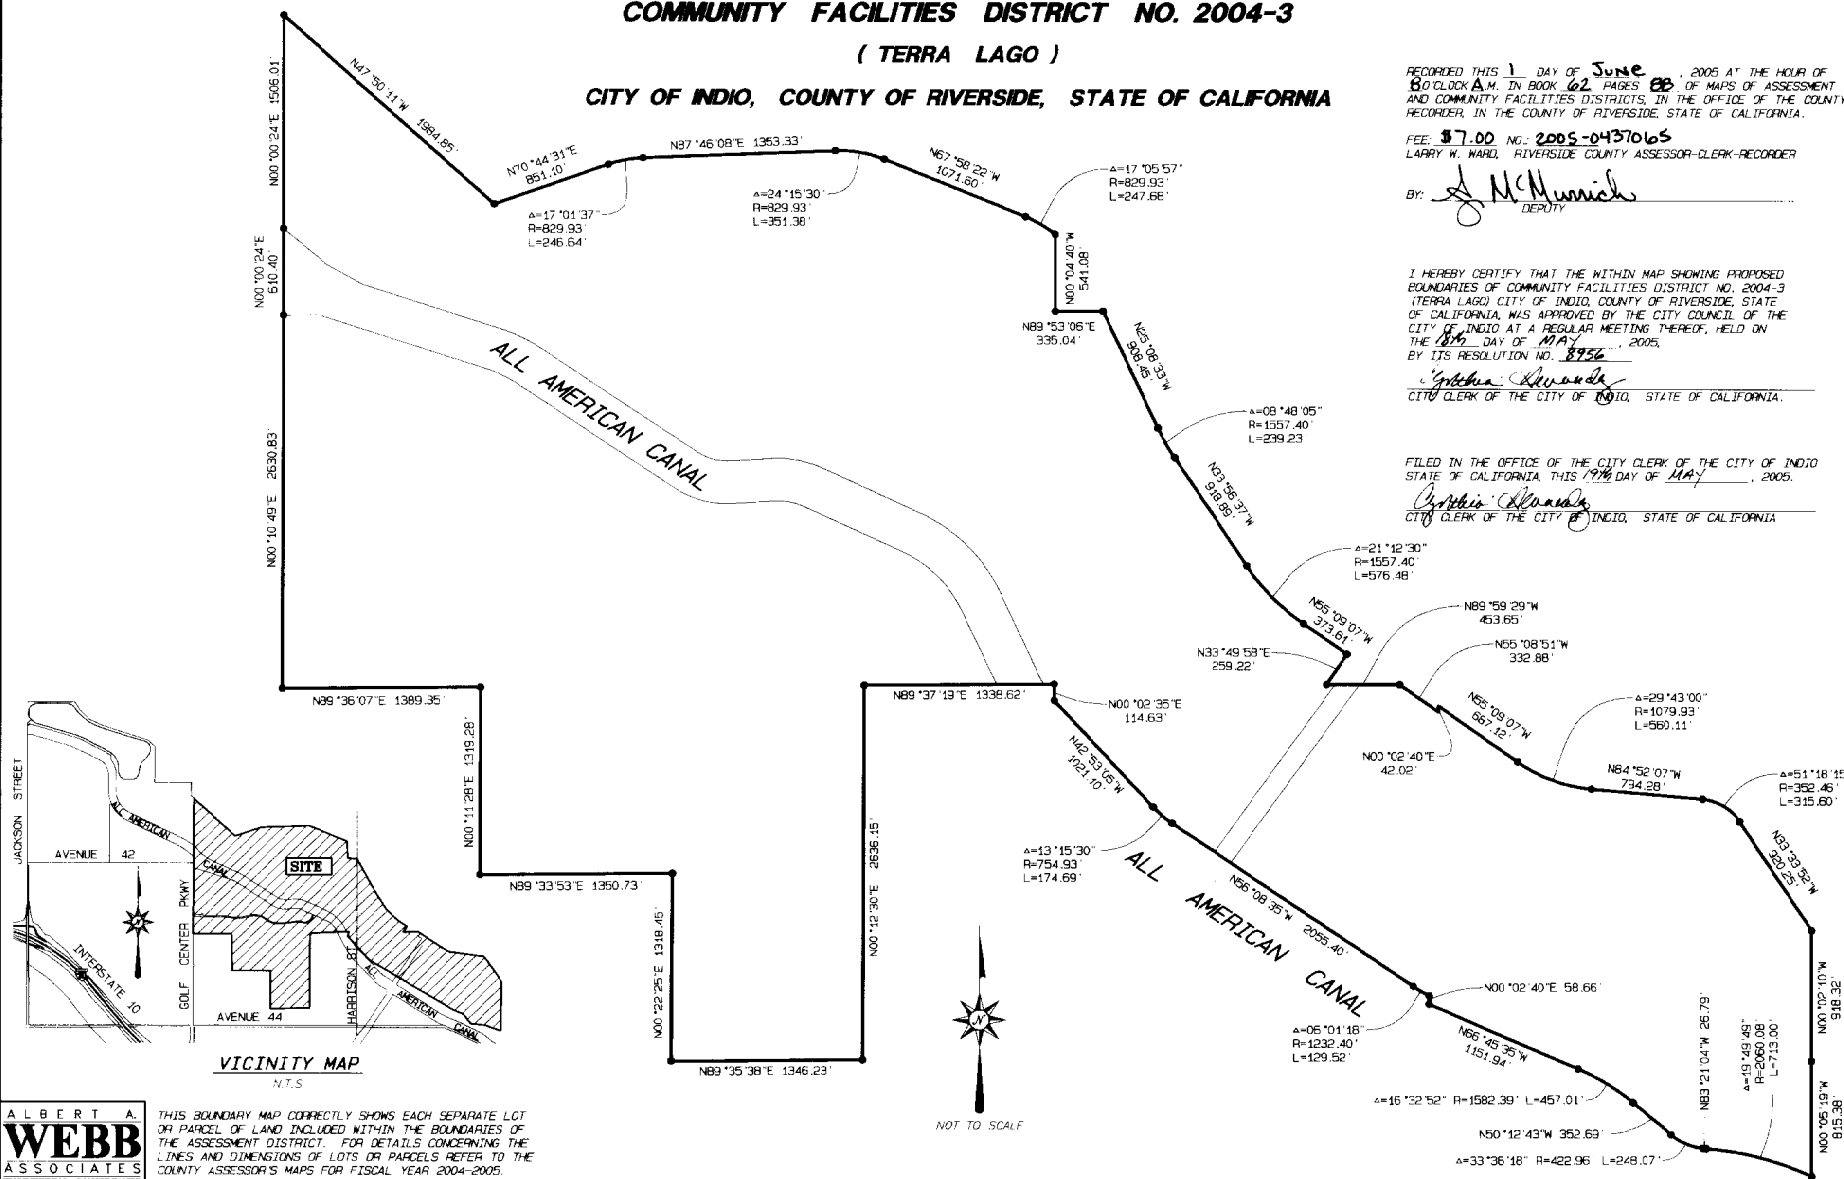 COMMUNITY FACILITIES DISTRICT NO. 2004-3
( TERRA LAGO )
CITY OF INDIO, COUNTY OF RIVERSIDE, STATE OF CALIFORNIA
RECORDED THIS 1 DAY OF JUNE, 2005 AT THE HOUR OF
8 O'CLOCK A.M. IN BOOK 62 PAGES 88 OF MAPS OF ASSESSMENT
AND COMMUNITY FACILITIES DISTRICTS, IN THE OFFICE OF THE COUNTY
RECORDER, IN THE COUNTY OF RIVERSIDE, STATE OF CALIFORNIA.
FEE: $7.00 NO.: 2005-0437065
LARRY W. WARD, RIVERSIDE COUNTY ASSESSOR-CLERK-RECORDER
BY: McMurrich
DEPUTY
I HEREBY CERTIFY THAT THE WITHIN MAP SHOWING PROPOSED
BOUNDARIES OF COMMUNITY FACILITIES DISTRICT NO. 2004-3
(TERRA LAGO) CITY OF INDIO, COUNTY OF RIVERSIDE, STATE
OF CALIFORNIA, WAS APPROVED BY THE CITY COUNCIL OF THE
CITY OF INDIO AT A REGULAR MEETING THEREOF, HELD ON
THE 18th DAY OF MAY, 2005,
BY ITS RESOLUTION NO. 8956
CITY CLERK OF THE CITY OF INDIO, STATE OF CALIFORNIA.
FILED IN THE OFFICE OF THE CITY CLERK OF THE CITY OF INDIO
STATE OF CALIFORNIA, THIS 19th DAY OF MAY, 2005.
CITY CLERK OF THE CITY OF INDIO, STATE OF CALIFORNIA
N00°00'24"E 1506.01'
N47°50'11"W
1984.85'
N70°44'31"E
851.10'
Δ=17°01'37"
R=829.93'
L=246.64'
N87°46'08"E 1353.33'
Δ=24°15'30"
R=829.93'
L=351.38'
N67°58'22"W
1071.60'
Δ=17°05'57"
R=829.93'
L=247.68'
N00°04'40"W
541.08'
N89°53'06"E
335.04'
N25°08'33"W
908.45'
Δ=08°48'05"
R=1557.40'
L=239.23
N33°56'37"W
918.89'
Δ=21°12'30"
R=1557.40'
L=576.48'
N55°09'07"W
373.61'
N33°49'58"E
259.22'
N89°59'29"W
453.65'
N55°08'51"W
332.88'
N00°02'40"E
42.02'
N55°09'07"W
667.12'
Δ=29°43'00"
R=1079.93'
L=560.11'
N84°52'07"W
794.28'
Δ=51°18'15
R=352.46'
L=315.60'
N33°33'52"W
320.25'
N00°02'10"W
918.32'
N00°05'19"W
815.38'
Δ=19°49'49"
R=2060.08'
L=713.00'
N83°21'04"W 26.79'
Δ=33°36'18" R=422.96 L=248.07'
N50°12'43"W 352.69'
Δ=16°32'52" R=1582.39' L=457.01'
N66°45'35"W
1151.94'
N00°02'40"E 58.66'
Δ=06°01'18"
R=1232.40'
L=129.52'
N56°08'35"W 2055.40'
Δ=13°15'30"
R=754.93'
L=174.69'
N42°53'05"W
1021.10'
N00°02'35"E
114.63'
N89°37'19"E 1338.62'
N00°12'30"E 2636.15'
N89°35'38"E 1346.23'
N00°22'25"E 1318.45'
N89°33'53"E 1350.73'
N00°11'28"E 1319.28'
N89°36'07"E 1389.35'
N00°10'49"E 2630.83'
N00°00'24"E
610.40'
ALL AMERICAN CANAL
ALL AMERICAN CANAL
NOT TO SCALE
JACKSON STREET
AVENUE 42
ALL AMERICAN CANAL
SITE
GOLF CENTER PKWY
INTERSTATE 10
AVENUE 44
HARRISON ST
ALL AMERICAN CANAL
VICINITY MAP
N.T.S
ALBERT A.
WEBB
ASSOCIATES
THIS BOUNDARY MAP CORRECTLY SHOWS EACH SEPARATE LOT
OR PARCEL OF LAND INCLUDED WITHIN THE BOUNDARIES OF
THE ASSESSMENT DISTRICT. FOR DETAILS CONCERNING THE
LINES AND DIMENSIONS OF LOTS OR PARCELS REFER TO THE
COUNTY ASSESSOR'S MAPS FOR FISCAL YEAR 2004-2005.